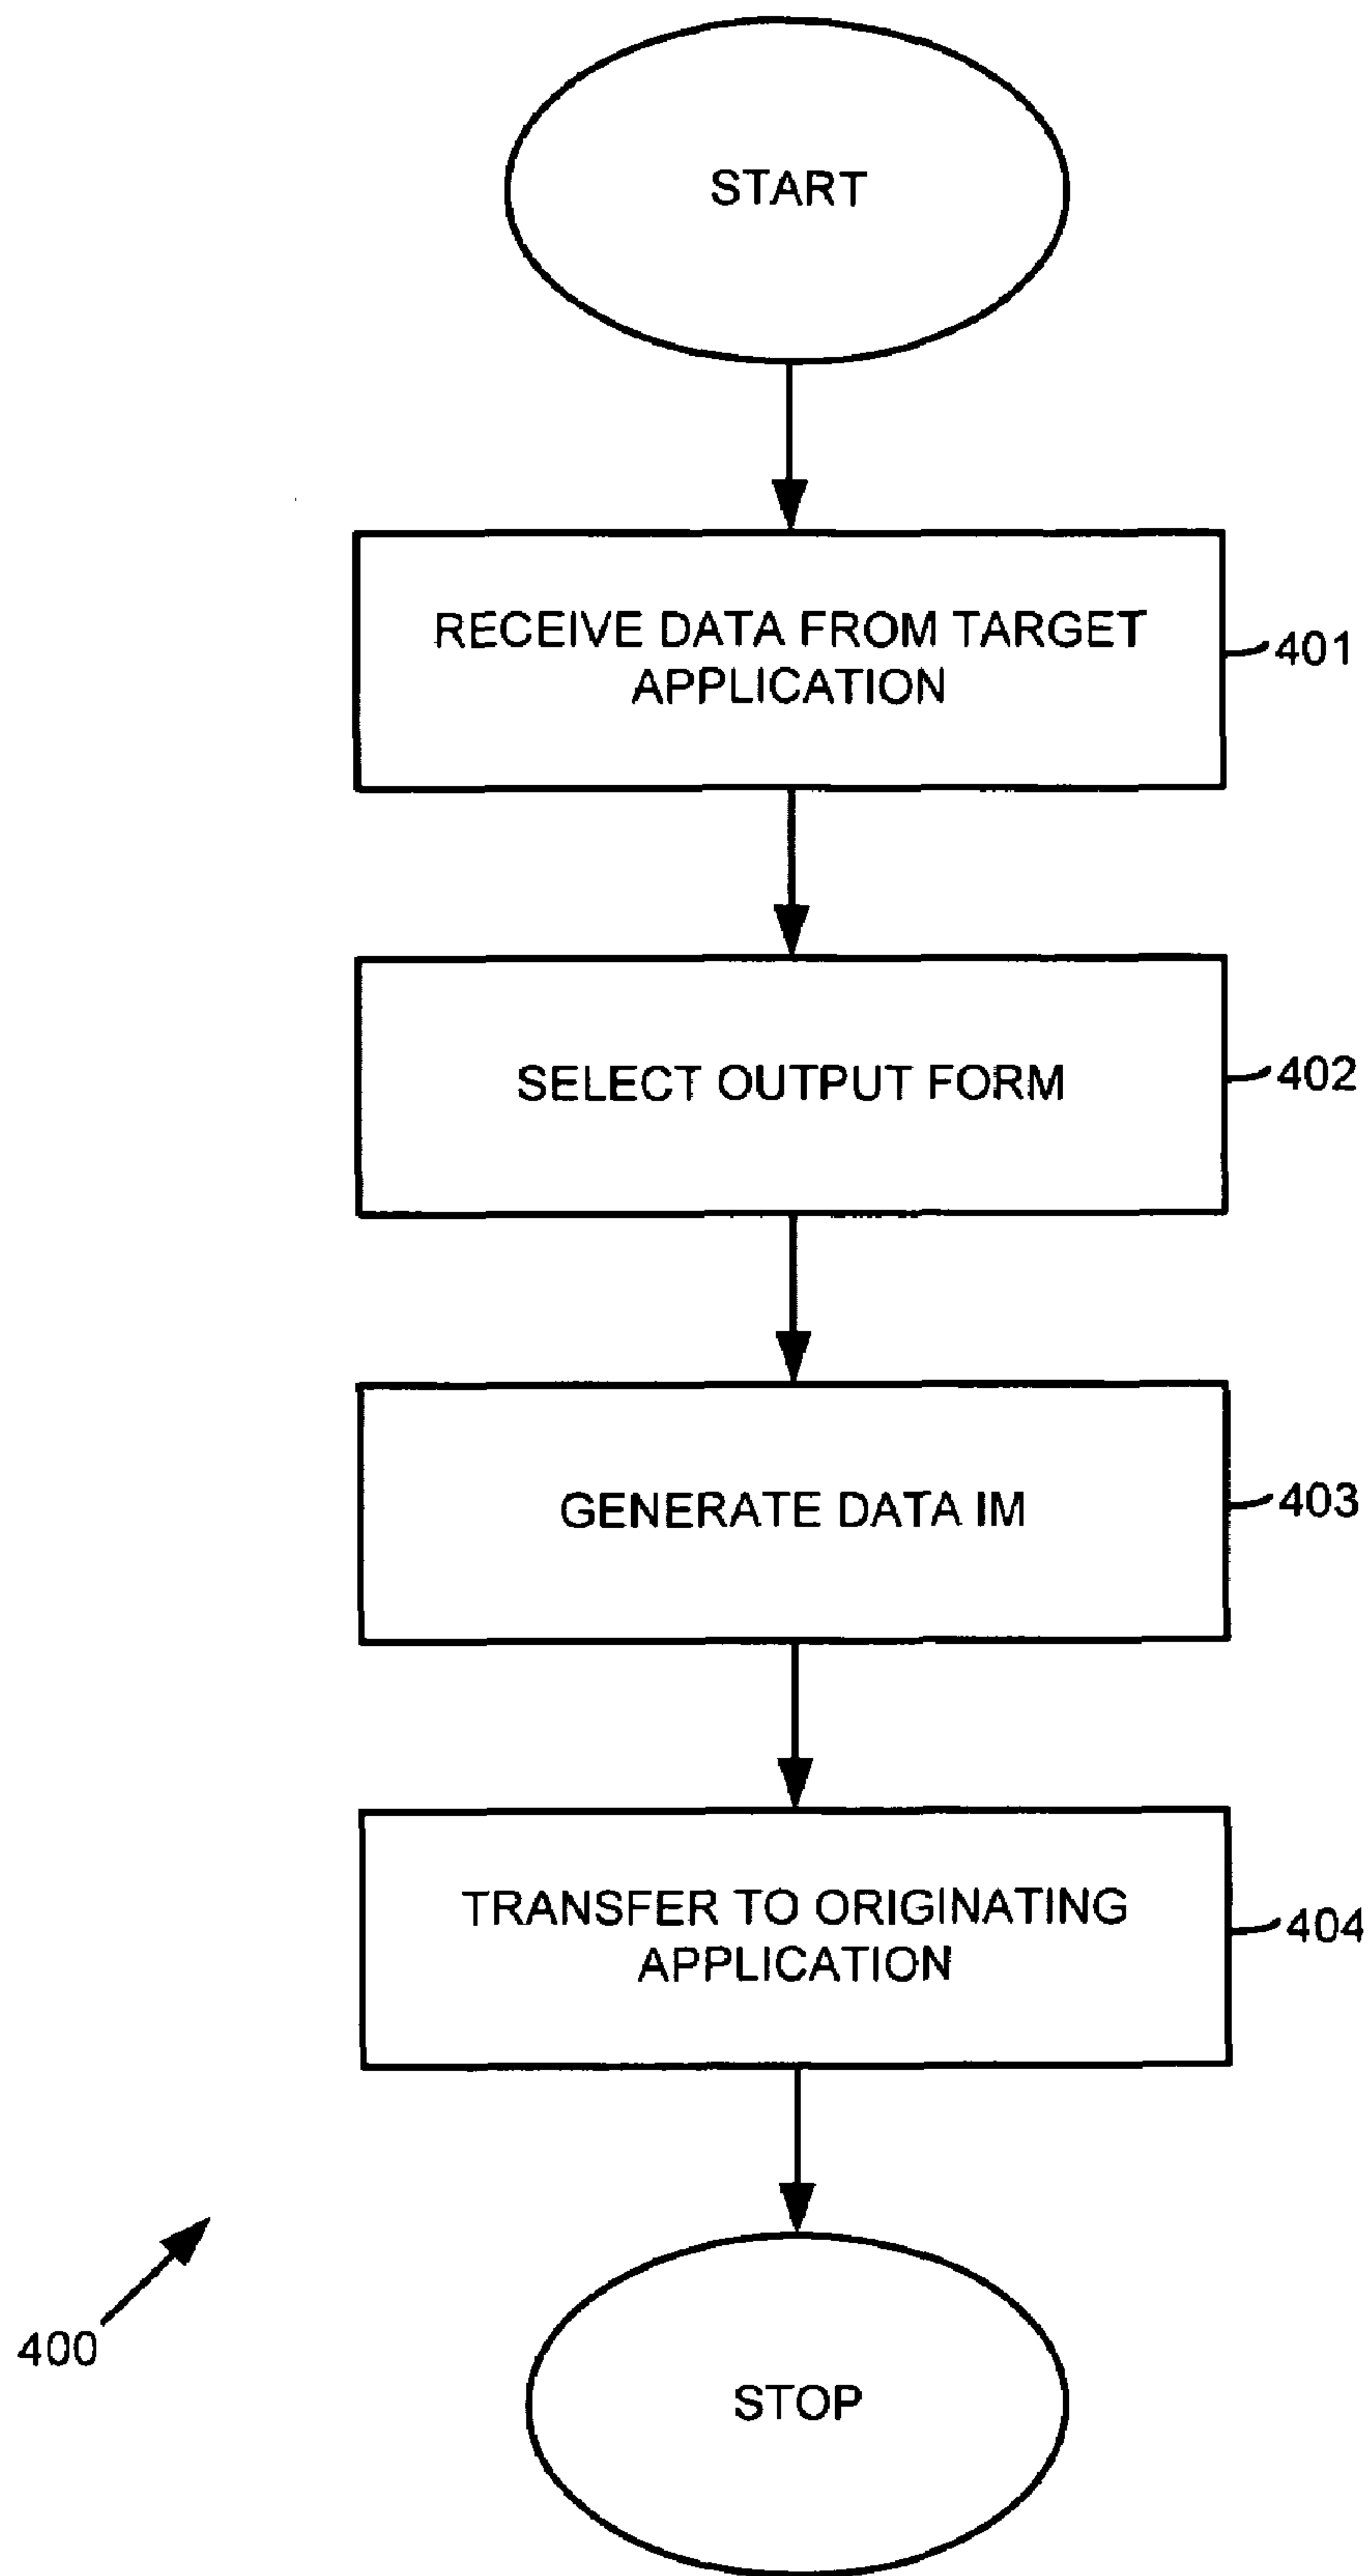 START
RECEIVE DATA FROM TARGET
APPLICATION
401
SELECT OUTPUT FORM
402
GENERATE DATA IM
403
TRANSFER TO ORIGINATING
APPLICATION
404
400
STOP